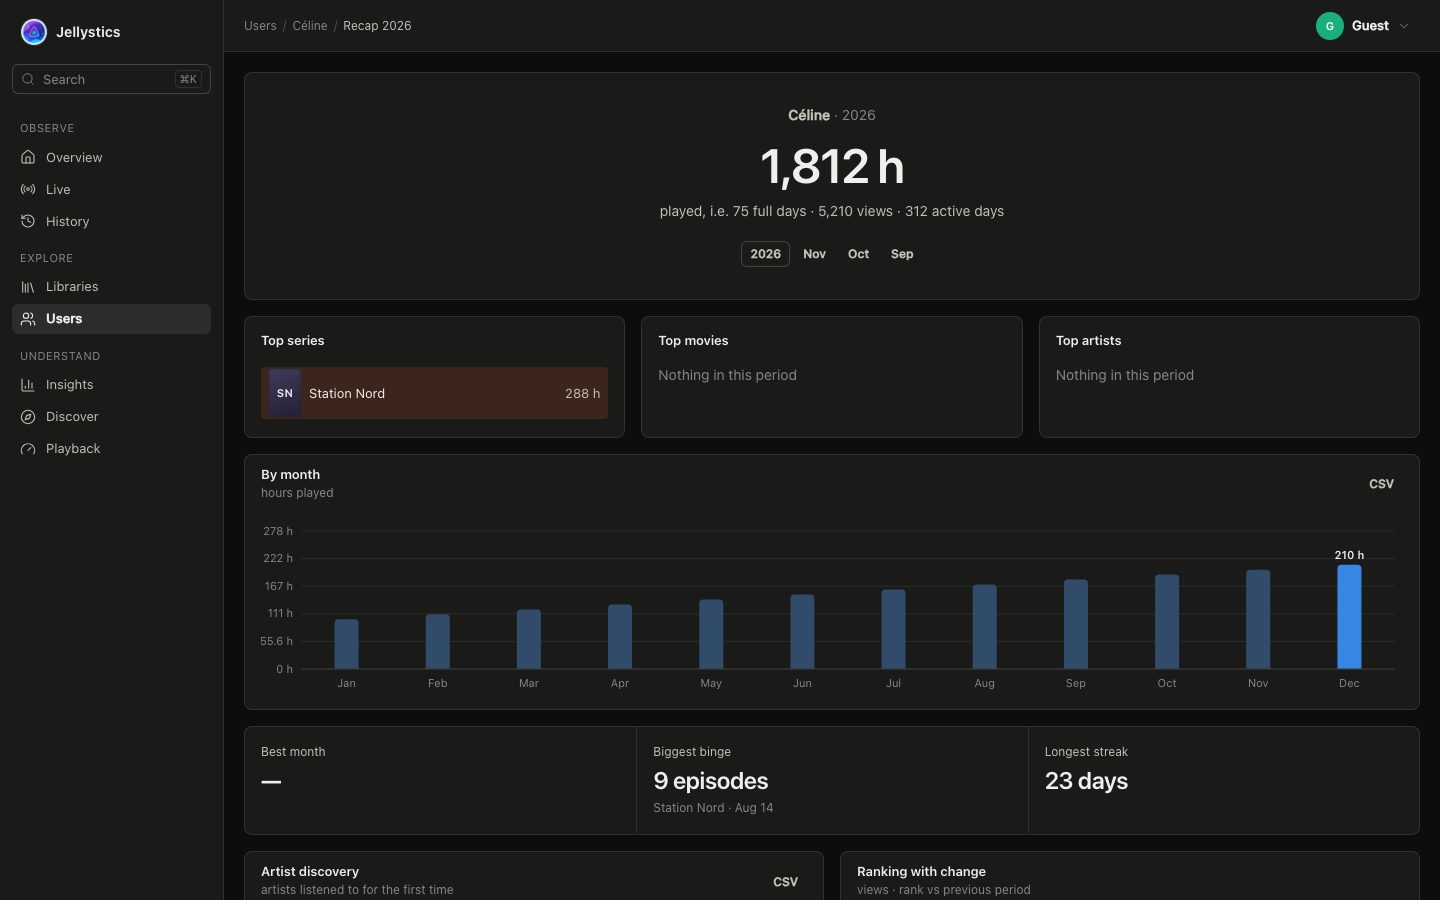 Jellystics
Search ⌘K
OBSERVE
Overview
Live
History
EXPLORE
Libraries
Users
UNDERSTAND
Insights
Discover
Playback
Users / Céline / Recap 2026
G Guest
Céline · 2026
1,812 h
played, i.e. 75 full days · 5,210 views · 312 active days
2026 Nov Oct Sep
Top series
SN Station Nord 288 h
Top movies
Nothing in this period
Top artists
Nothing in this period
By month
hours played
CSV
278 h
222 h
167 h
111 h
55.6 h
0 h
210 h
Jan Feb Mar Apr May Jun Jul Aug Sep Oct Nov Dec
Best month
—
Biggest binge
9 episodes
Station Nord · Aug 14
Longest streak
23 days
Artist discovery
artists listened to for the first time
CSV
Ranking with change
views · rank vs previous period